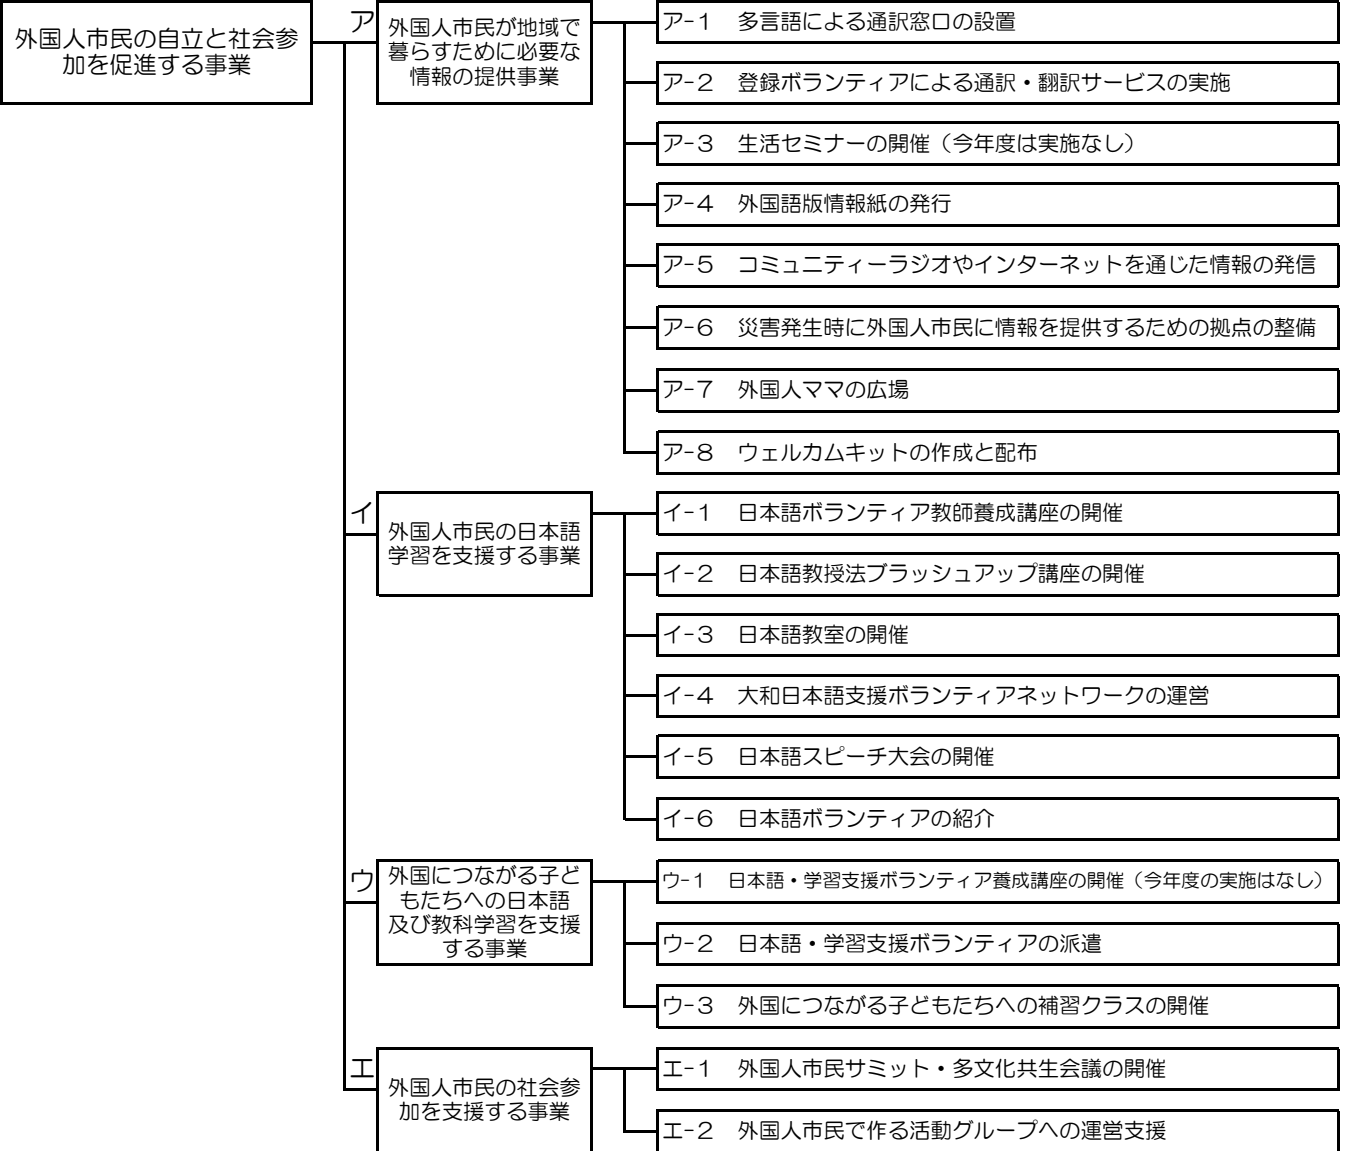 外国人市民の自立と社会参
加を促進する事業
ア
外国人市民が地域で
暮らすために必要な
情報の提供事業
ア-1　多言語による通訳窓口の設置
ア-2　登録ボランティアによる通訳・翻訳サービスの実施
ア-3　生活セミナーの開催（今年度は実施なし）
ア-4　外国語版情報紙の発行
ア-5　コミュニティーラジオやインターネットを通じた情報の発信
ア-6　災害発生時に外国人市民に情報を提供するための拠点の整備
ア-7　外国人ママの広場
ア-8　ウェルカムキットの作成と配布
イ
外国人市民の日本語
学習を支援する事業
イ-1　日本語ボランティア教師養成講座の開催
イ-2　日本語教授法ブラッシュアップ講座の開催
イ-3　日本語教室の開催
イ-4　大和日本語支援ボランティアネットワークの運営
イ-5　日本語スピーチ大会の開催
イ-6　日本語ボランティアの紹介
ウ
外国につながる子ど
もたちへの日本語
及び教科学習を支援
する事業
ウ-1　日本語・学習支援ボランティア養成講座の開催（今年度の実施はなし）
ウ-2　日本語・学習支援ボランティアの派遣
ウ-3　外国につながる子どもたちへの補習クラスの開催
エ
外国人市民の社会参
加を支援する事業
エ-1　外国人市民サミット・多文化共生会議の開催
エ-2　外国人市民で作る活動グループへの運営支援